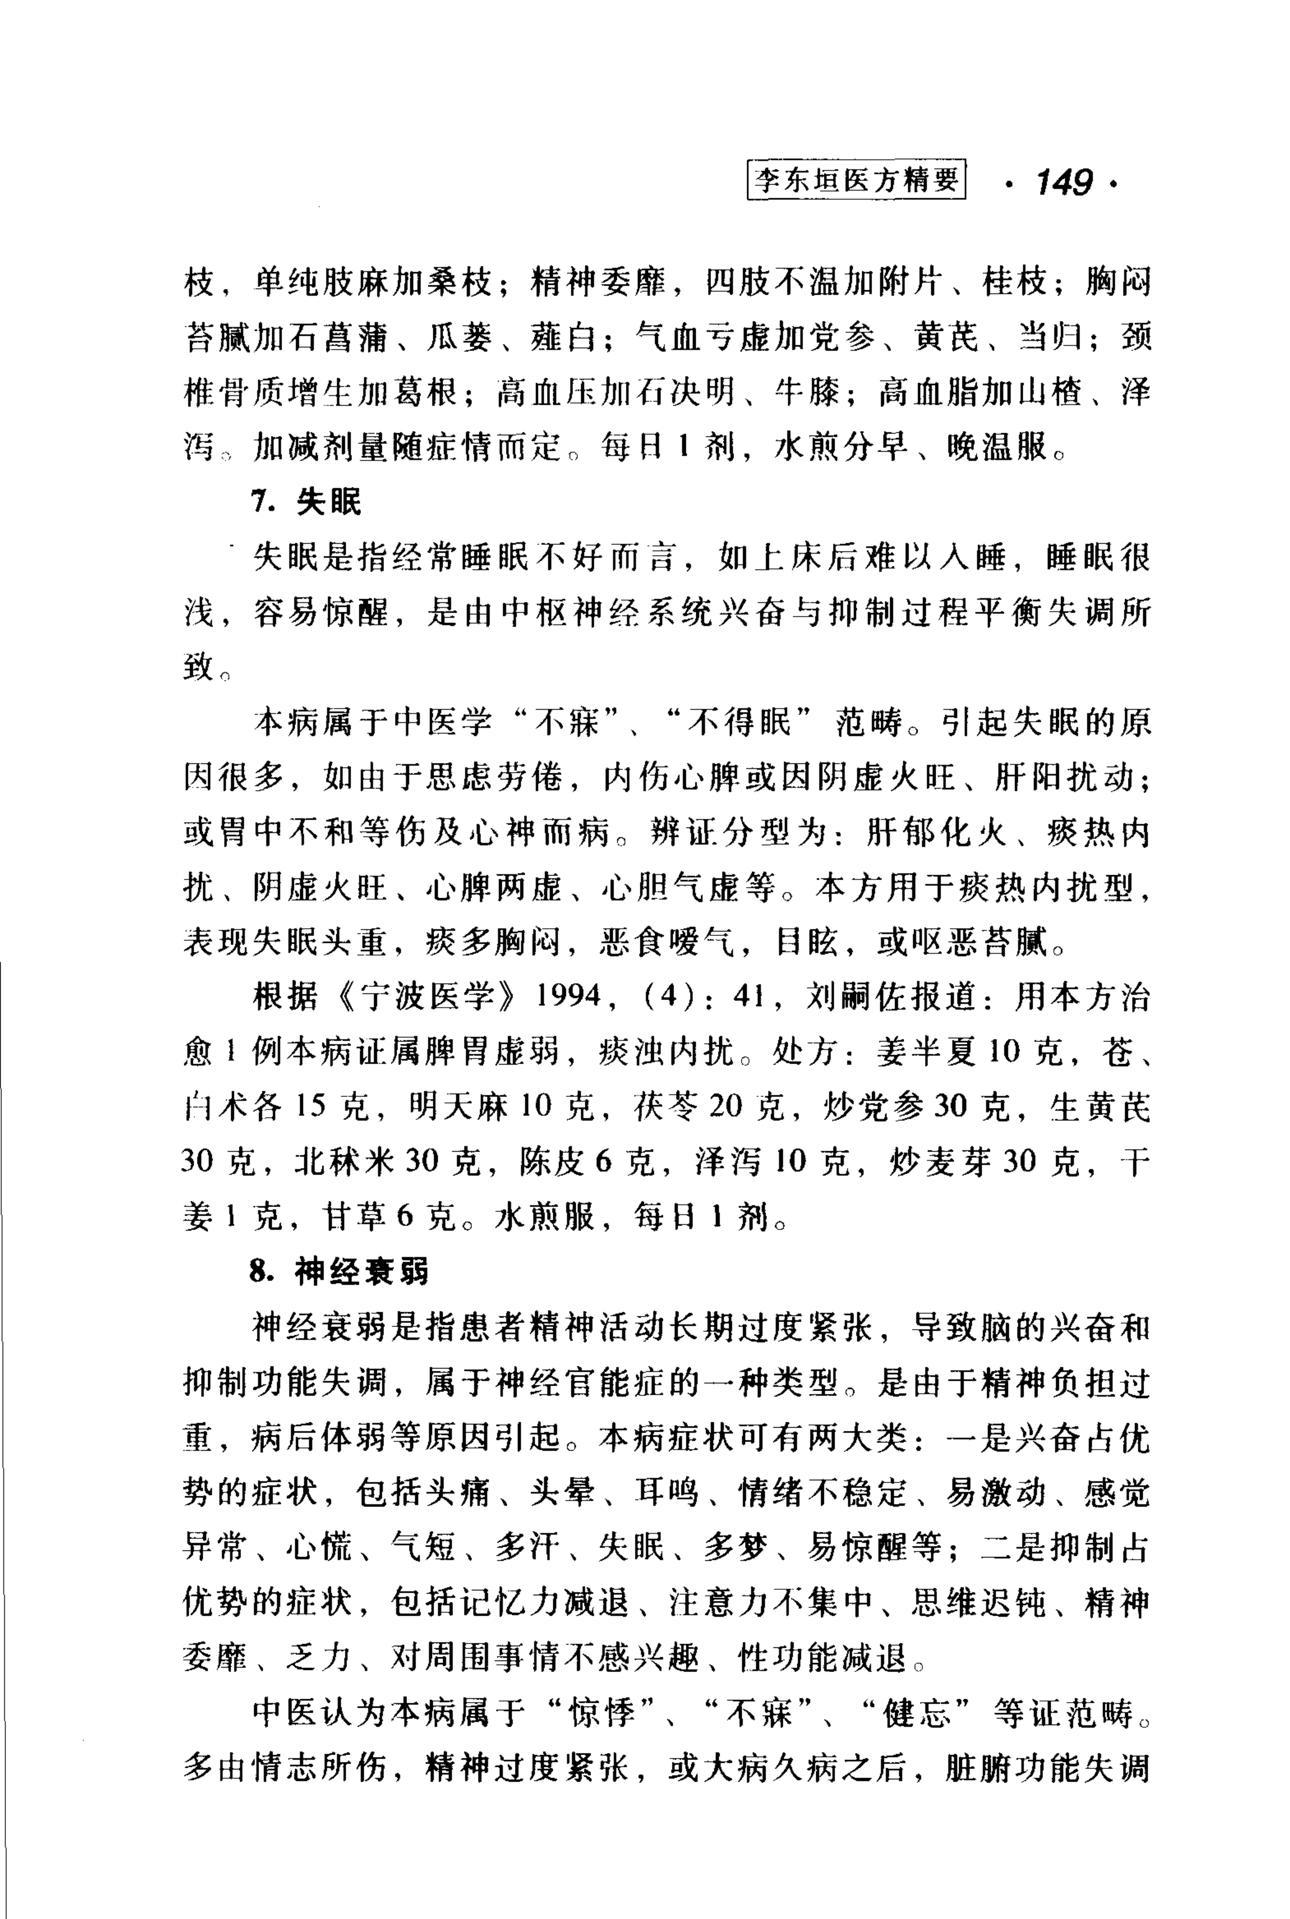 李东垣医方精要 · 149 ·
枝，单纯肢麻加桑枝；精神委靡，四肢不温加附片、桂枝；胸闷
苔腻加石菖蒲、瓜蒌、薤白；气血亏虚加党参、黄芪、当归；颈
椎骨质增生加葛根；高血压加石决明、牛膝；高血脂加山楂、泽
泻。加减剂量随症情而定。每日1剂，水煎分早、晚温服。
7. 失眠
失眠是指经常睡眠不好而言，如上床后难以入睡，睡眠很
浅，容易惊醒，是由中枢神经系统兴奋与抑制过程平衡失调所
致。
本病属于中医学“不寐”、“不得眠”范畴。引起失眠的原
因很多，如由于思虑劳倦，内伤心脾或因阴虚火旺、肝阳扰动；
或胃中不和等伤及心神而病。辨证分型为：肝郁化火、痰热内
扰、阴虚火旺、心脾两虚、心胆气虚等。本方用于痰热内扰型，
表现失眠头重，痰多胸闷，恶食嗳气，目眩，或呕恶苔腻。
根据《宁波医学》1994，（4）：41，刘嗣佐报道：用本方治
愈1例本病证属脾胃虚弱，痰浊内扰。处方：姜半夏10克，苍、
白术各15克，明天麻10克，茯苓20克，炒党参30克，生黄芪
30克，北秫米30克，陈皮6克，泽泻10克，炒麦芽30克，干
姜1克，甘草6克。水煎服，每日1剂。
8. 神经衰弱
神经衰弱是指患者精神活动长期过度紧张，导致脑的兴奋和
抑制功能失调，属于神经官能症的一种类型。是由于精神负担过
重，病后体弱等原因引起。本病症状可有两大类：一是兴奋占优
势的症状，包括头痛、头晕、耳鸣、情绪不稳定、易激动、感觉
异常、心慌、气短、多汗、失眠、多梦、易惊醒等；二是抑制占
优势的症状，包括记忆力减退、注意力不集中、思维迟钝、精神
委靡、乏力、对周围事情不感兴趣、性功能减退。
中医认为本病属于“惊悸”、“不寐”、“健忘”等证范畴。
多由情志所伤，精神过度紧张，或大病久病之后，脏腑功能失调